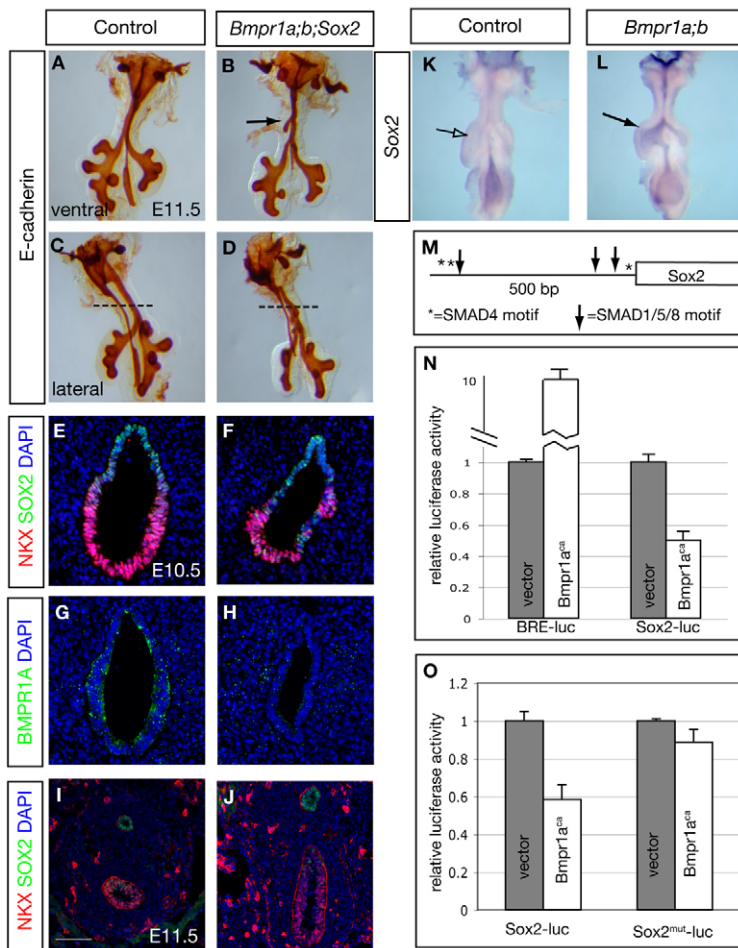 Control
Bmpr1a;b;Sox2
Control
Bmpr1a;b
A
B
K
L
E-cadherin
Sox2
ventral
E11.5
C
D
lateral
M
**
*
500 bp
Sox2
*=SMAD4 motif
=SMAD1/5/8 motif
E
F
NKX SOX2 DAPI
E10.5
N
relative luciferase activity
10
1
0.8
0.6
0.4
0.2
0
vector
Bmpr1a^ca
vector
Bmpr1a^ca
BRE-luc
Sox2-luc
G
H
BMPR1A DAPI
I
J
NKX SOX2 DAPI
E11.5
O
relative luciferase activity
1.2
1
0.8
0.6
0.4
0.2
0
vector
Bmpr1a^ca
vector
Bmpr1a^ca
Sox2-luc
Sox2^mut-luc